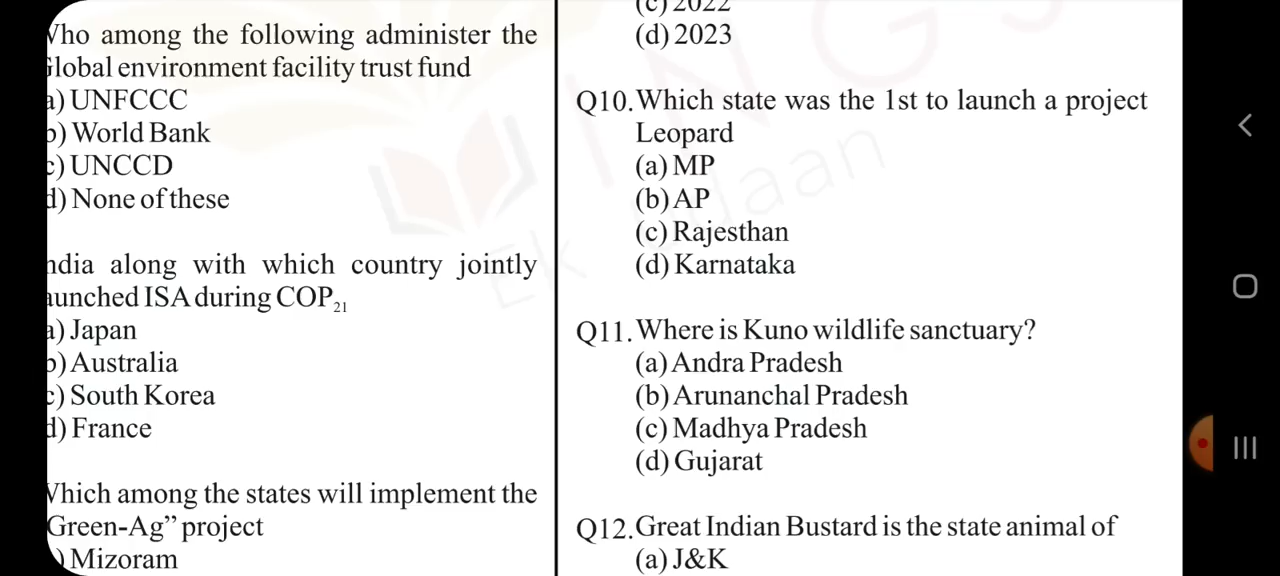 Who among the following administer the
Global environment facility trust fund
a) UNFCCC
b) World Bank
c) UNCCD
d) None of these
India along with which country jointly
launched ISA during COP21
a) Japan
b) Australia
c) South Korea
d) France
Which among the states will implement the
Green-Ag” project
) Mizoram
(c) 2022
(d) 2023
Q10. Which state was the 1st to launch a project
Leopard
(a) MP
(b) AP
(c) Rajesthan
(d) Karnataka
Q11. Where is Kuno wildlife sanctuary?
(a) Andra Pradesh
(b) Arunanchal Pradesh
(c) Madhya Pradesh
(d) Gujarat
Q12. Great Indian Bustard is the state animal of
(a) J&K